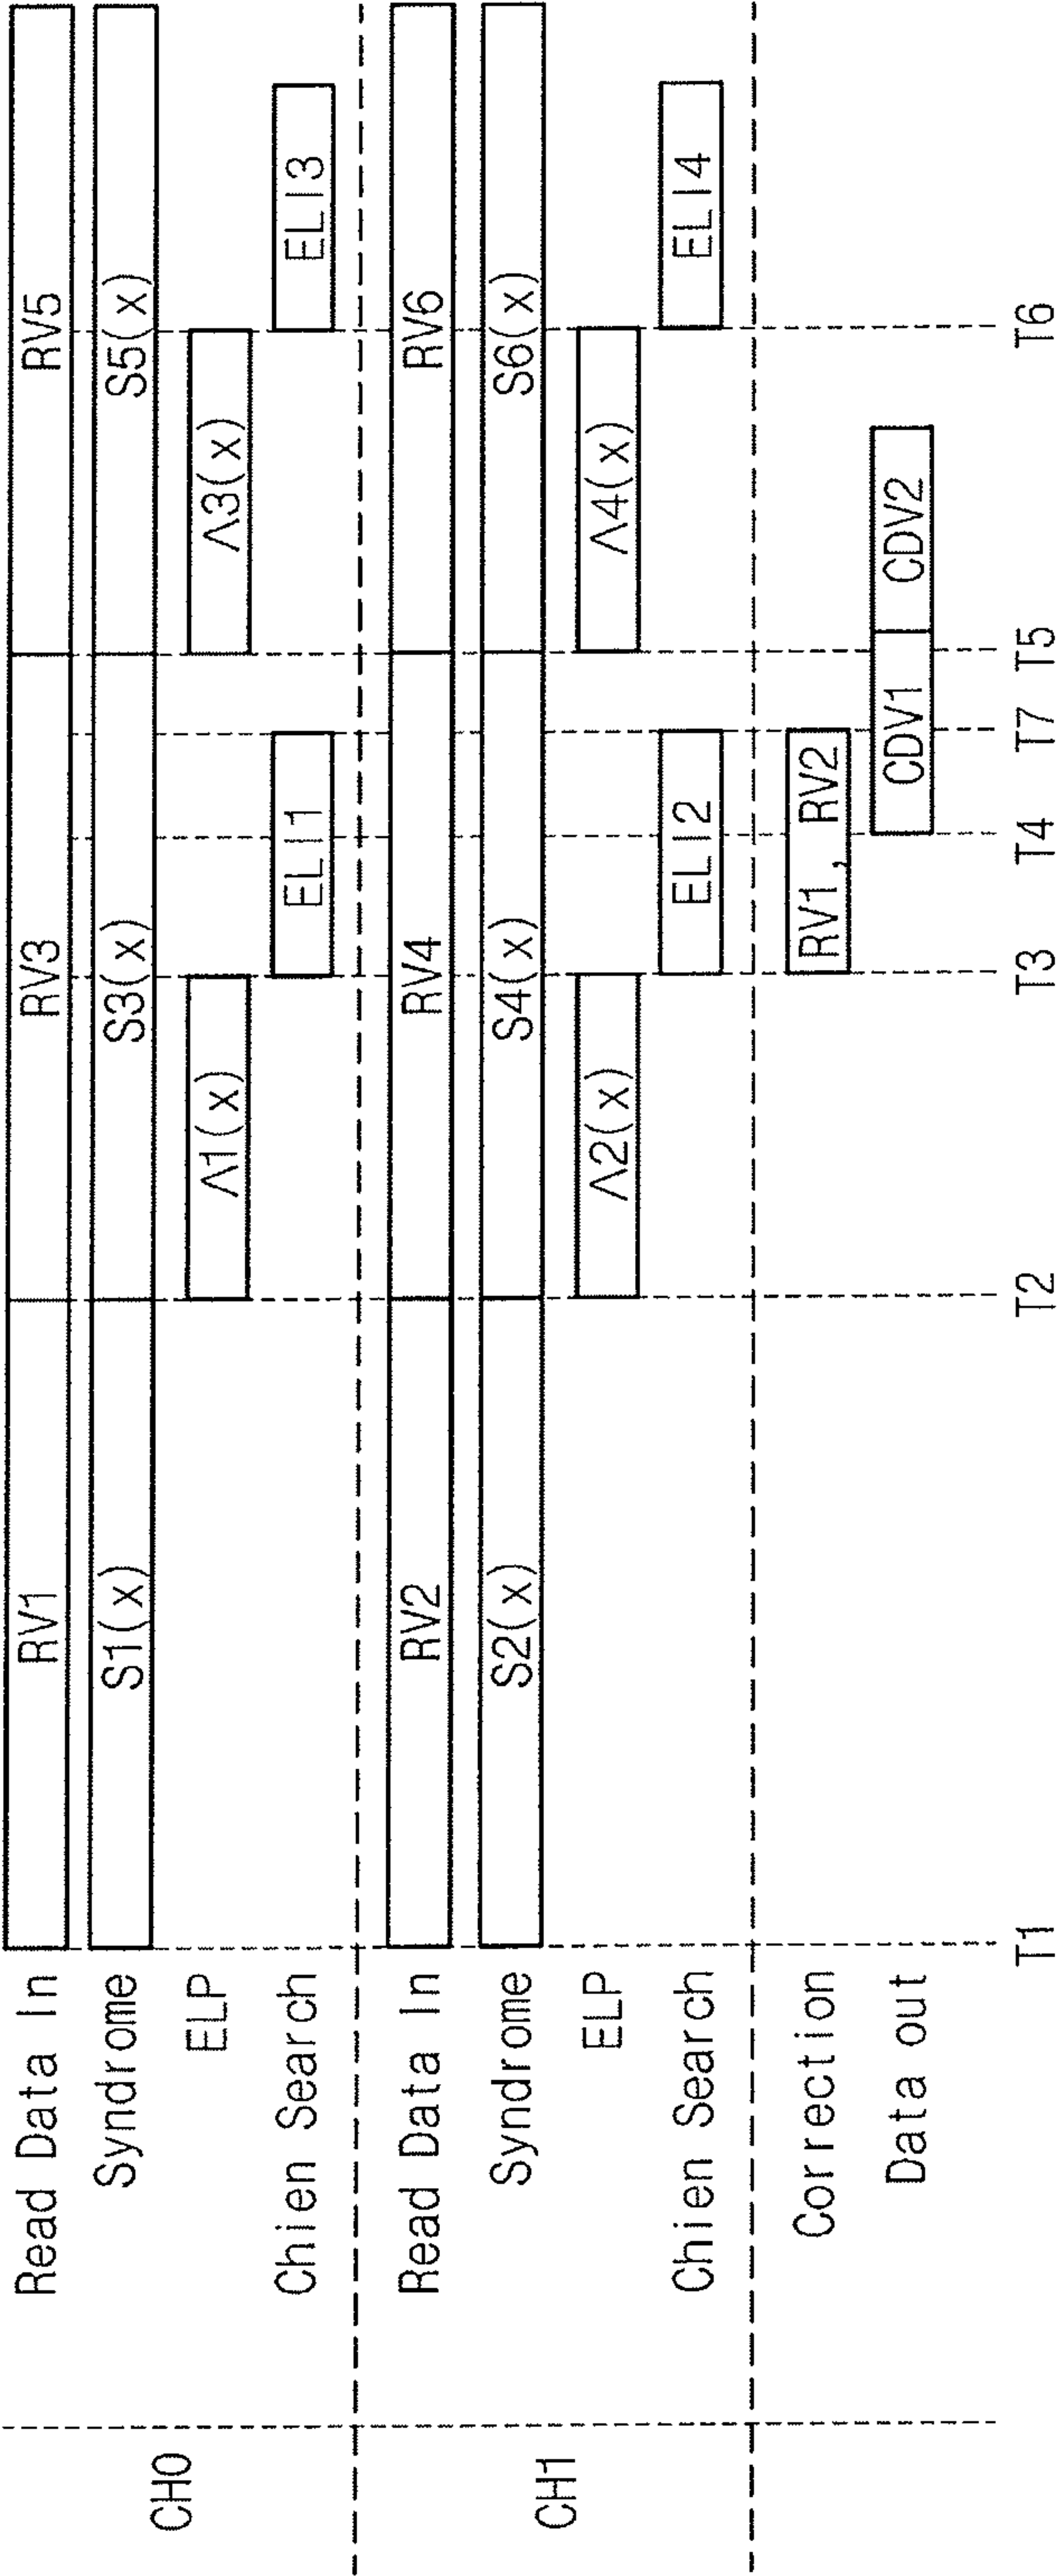 CH0
Read Data In
RV1
RV3
RV5
Syndrome
S1(x)
S3(x)
S5(x)
ELP
Λ1(x)
Λ3(x)
Chien Search
ELI1
ELI3
CH1
Read Data In
RV2
RV4
RV6
Syndrome
S2(x)
S4(x)
S6(x)
ELP
Λ2(x)
Λ4(x)
Chien Search
ELI2
ELI4
Correction
RV1, RV2
Data out
CDV1
CDV2
T1
T2
T3
T4
T7
T5
T6